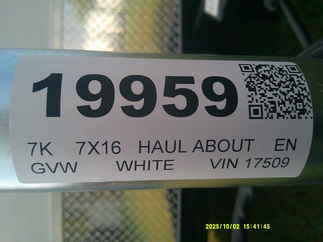 19959
7K 7X16 HAUL ABOUT EN
GVW WHITE VIN 17509
2025/10/02 15:41:45